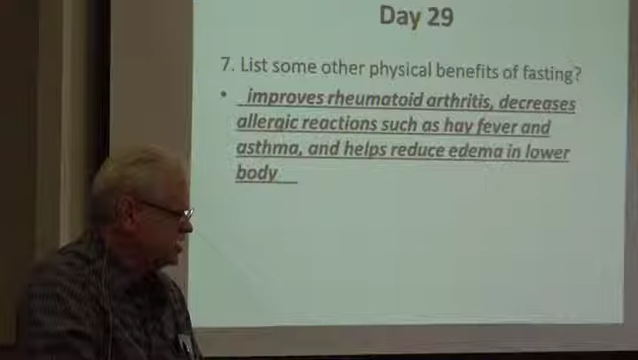 Day 29
7. List some other physical benefits of fasting?
• improves rheumatoid arthritis, decreases
allergic reactions such as hay fever and
asthma, and helps reduce edema in lower
body